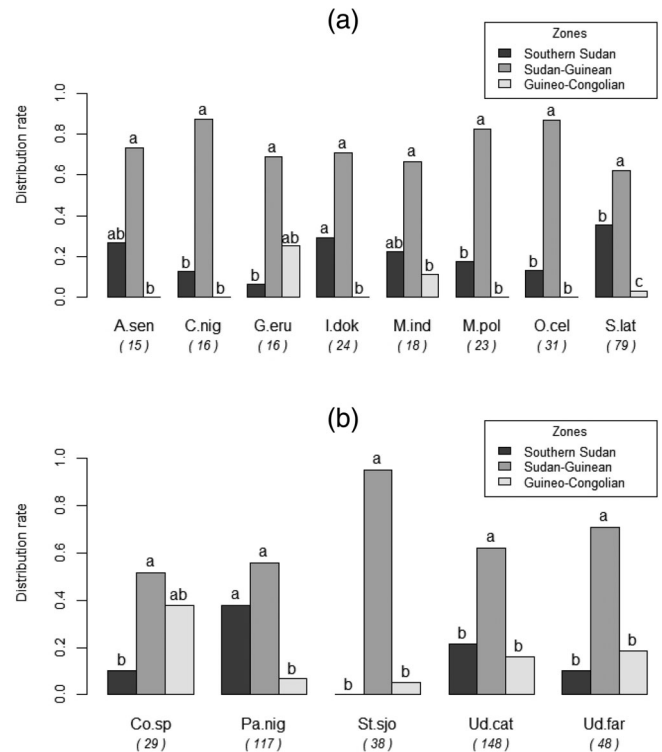 (a)
Zones
Southern Sudan
Sudan-Guinean
Guineo-Congolian
Distribution rate
0.0 0.2 0.4 0.6 0.8 1.0
ab a b b a b b a ab a a b ab a b b a b b a b b a c
A.sen C.nig G.eru I.dok M.ind M.pol O.cel S.lat
( 15 ) ( 16 ) ( 16 ) ( 24 ) ( 18 ) ( 23 ) ( 31 ) ( 79 )
(b)
Zones
Southern Sudan
Sudan-Guinean
Guineo-Congolian
Distribution rate
0.0 0.2 0.4 0.6 0.8 1.0
b a ab a a b b a b b a b b a b
Co.sp Pa.nig St.sjo Ud.cat Ud.far
( 29 ) ( 117 ) ( 38 ) ( 148 ) ( 48 )